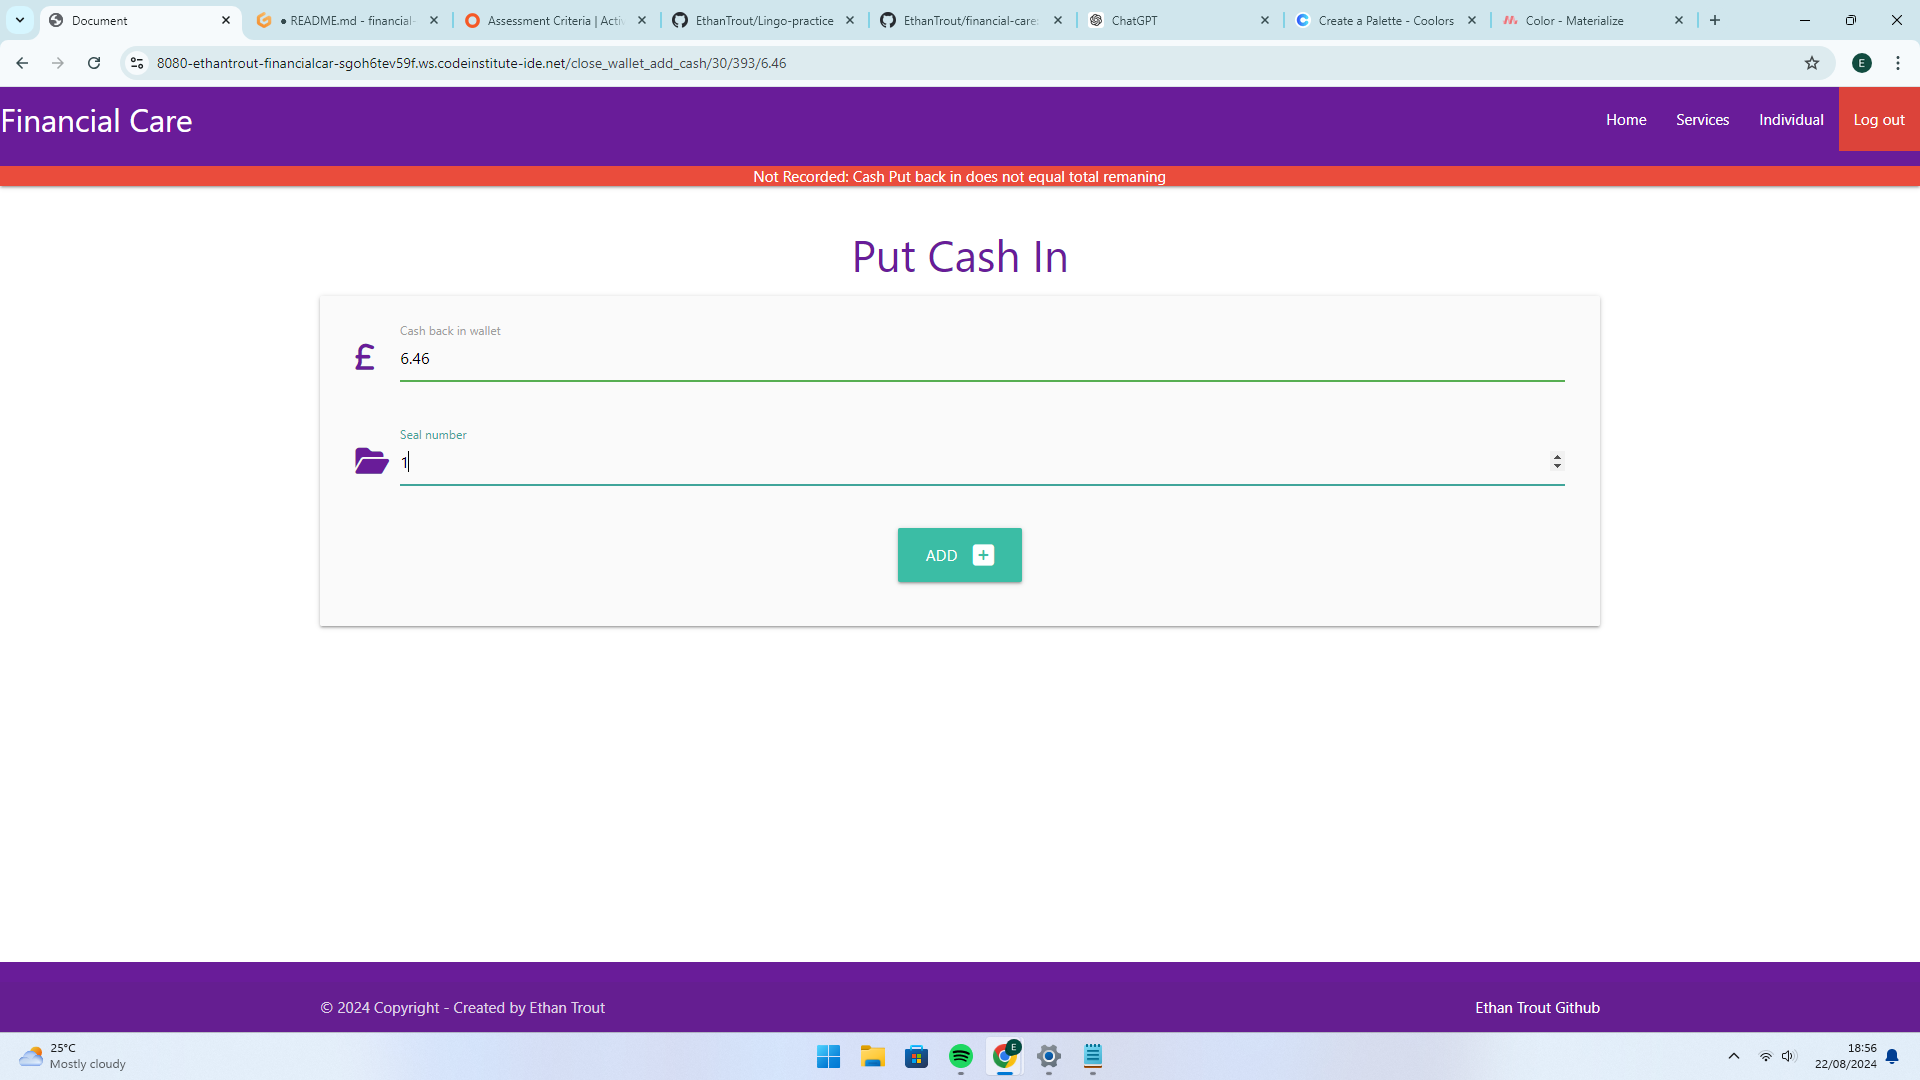 Document
● README.md - financial-
Assessment Criteria | Activ
EthanTrout/Lingo-practice
EthanTrout/financial-care:
ChatGPT
Create a Palette - Coolors
Color - Materialize
8080-ethantrout-financialcar-sgoh6tev59f.ws.codeinstitute-ide.net/close_wallet_add_cash/30/393/6.46
E
Financial Care
Home
Services
Individual
Log out
Not Recorded: Cash Put back in does not equal total remaning
Put Cash In
Cash back in wallet
£
6.46
Seal number
1
ADD
© 2024 Copyright - Created by Ethan Trout
Ethan Trout Github
25°C
Mostly cloudy
E
18:56
22/08/2024